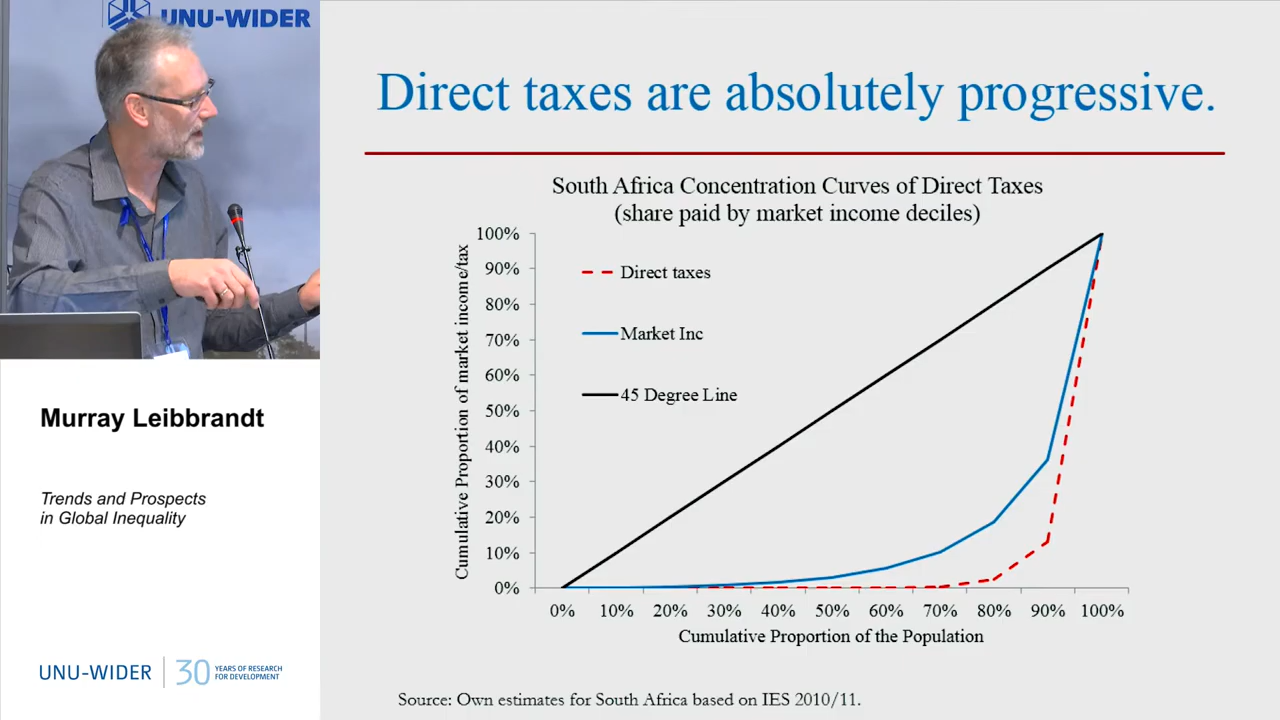 UNU-WIDER
Direct taxes are absolutely progressive.
South Africa Concentration Curves of Direct Taxes
(share paid by market income deciles)
Cumulative Proportion of market income/tax
100%
90%
80%
70%
60%
50%
40%
30%
20%
10%
0%
Direct taxes
Market Inc
45 Degree Line
0% 10% 20% 30% 40% 50% 60% 70% 80% 90% 100%
Cumulative Proportion of the Population
Source: Own estimates for South Africa based on IES 2010/11.
Murray Leibbrandt
Trends and Prospects
in Global Inequality
UNU-WIDER
30
YEARS OF RESEARCH
FOR DEVELOPMENT